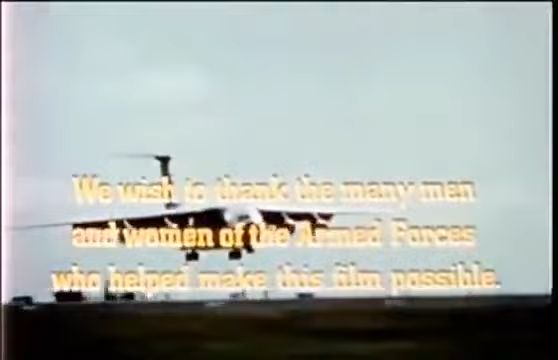 We wish to thank the many men
and women of the Armed Forces
who helped make this film possible.